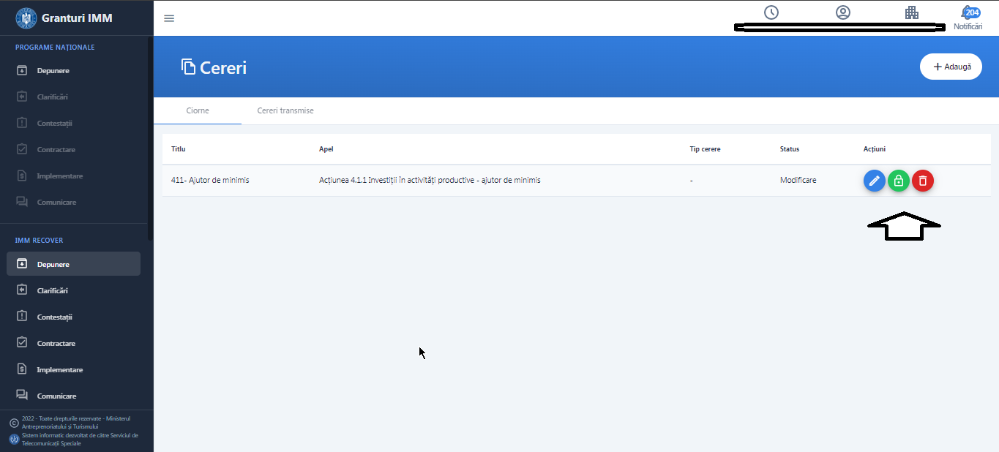 Granturi IMM
204
Notificări
PROGRAME NAȚIONALE
Depunere
Clarificări
Contestații
Contractare
Implementare
Comunicare
IMM RECOVER
Depunere
Clarificări
Contestații
Contractare
Implementare
Comunicare
2022 - Toate drepturile rezervate - Ministerul
Antreprenoriatului și Turismului
Sistem informatic dezvoltat de către Serviciul de
Telecomunicații Speciale
Cereri
Adaugă
Ciorne Cereri transmise
Titlu Apel Tip cerere Status Acțiuni
411- Ajutor de minimis Acțiunea 4.1.1 Investiții în activități productive - ajutor de minimis - Modificare